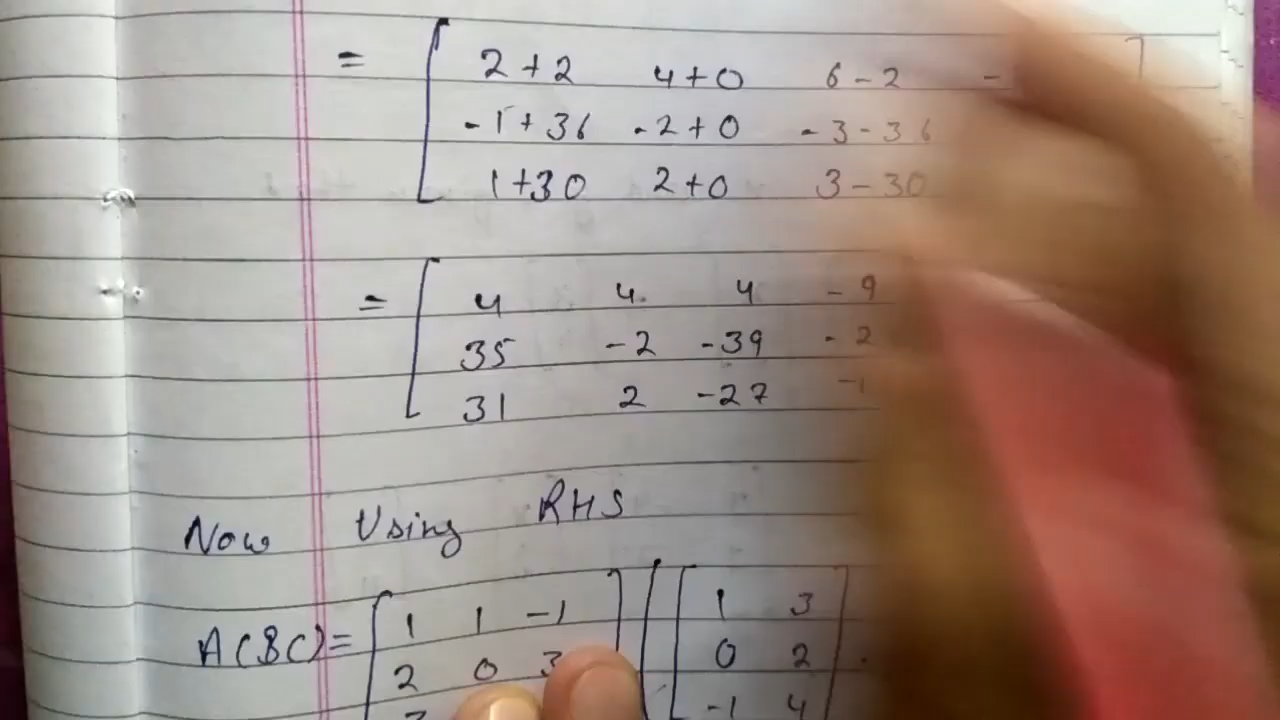 = [ 2+2 4+0 6-2 - ]
-1+36 -2+0 -3-36
1+30 2+0 3-30
= [ 4 4 4 -9
35 -2 -39 -2
31 2 -27 -1
Now Using RHS
A(BC)= [ 1 1 -1 ] [ [ 1 3 ]
2 0 3 0 2
-1 4